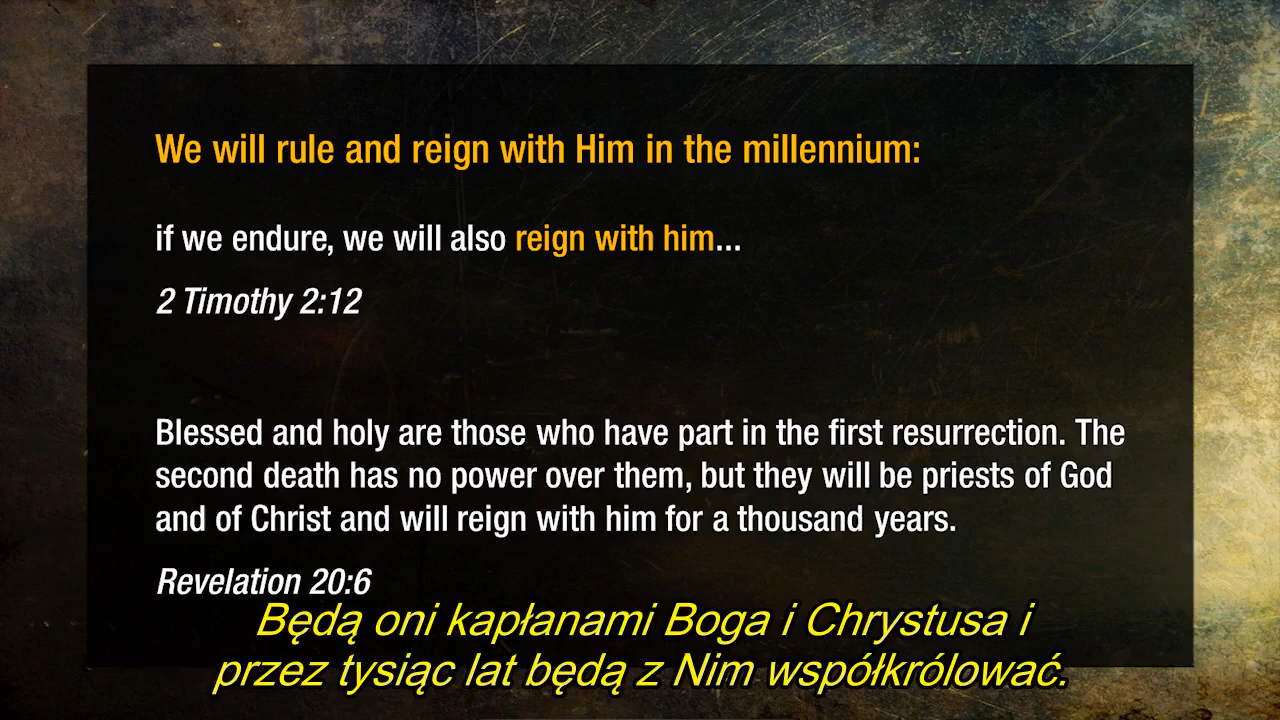 We will rule and reign with Him in the millennium:
if we endure, we will also reign with him...
2 Timothy 2:12
Blessed and holy are those who have part in the first resurrection. The
second death has no power over them, but they will be priests of God
and of Christ and will reign with him for a thousand years.
Revelation 20:6
Będą oni kapłanami Boga i Chrystusa i
przez tysiąc lat będą z Nim współkrólować.